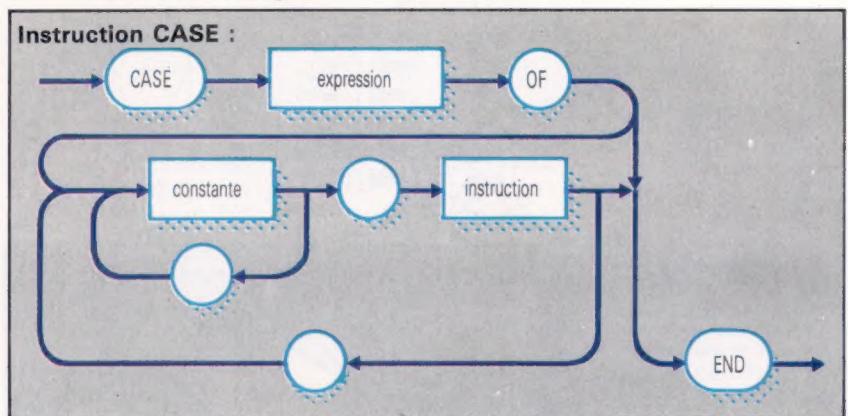 Instruction CASE :
CASE expression OF
constante instruction
END